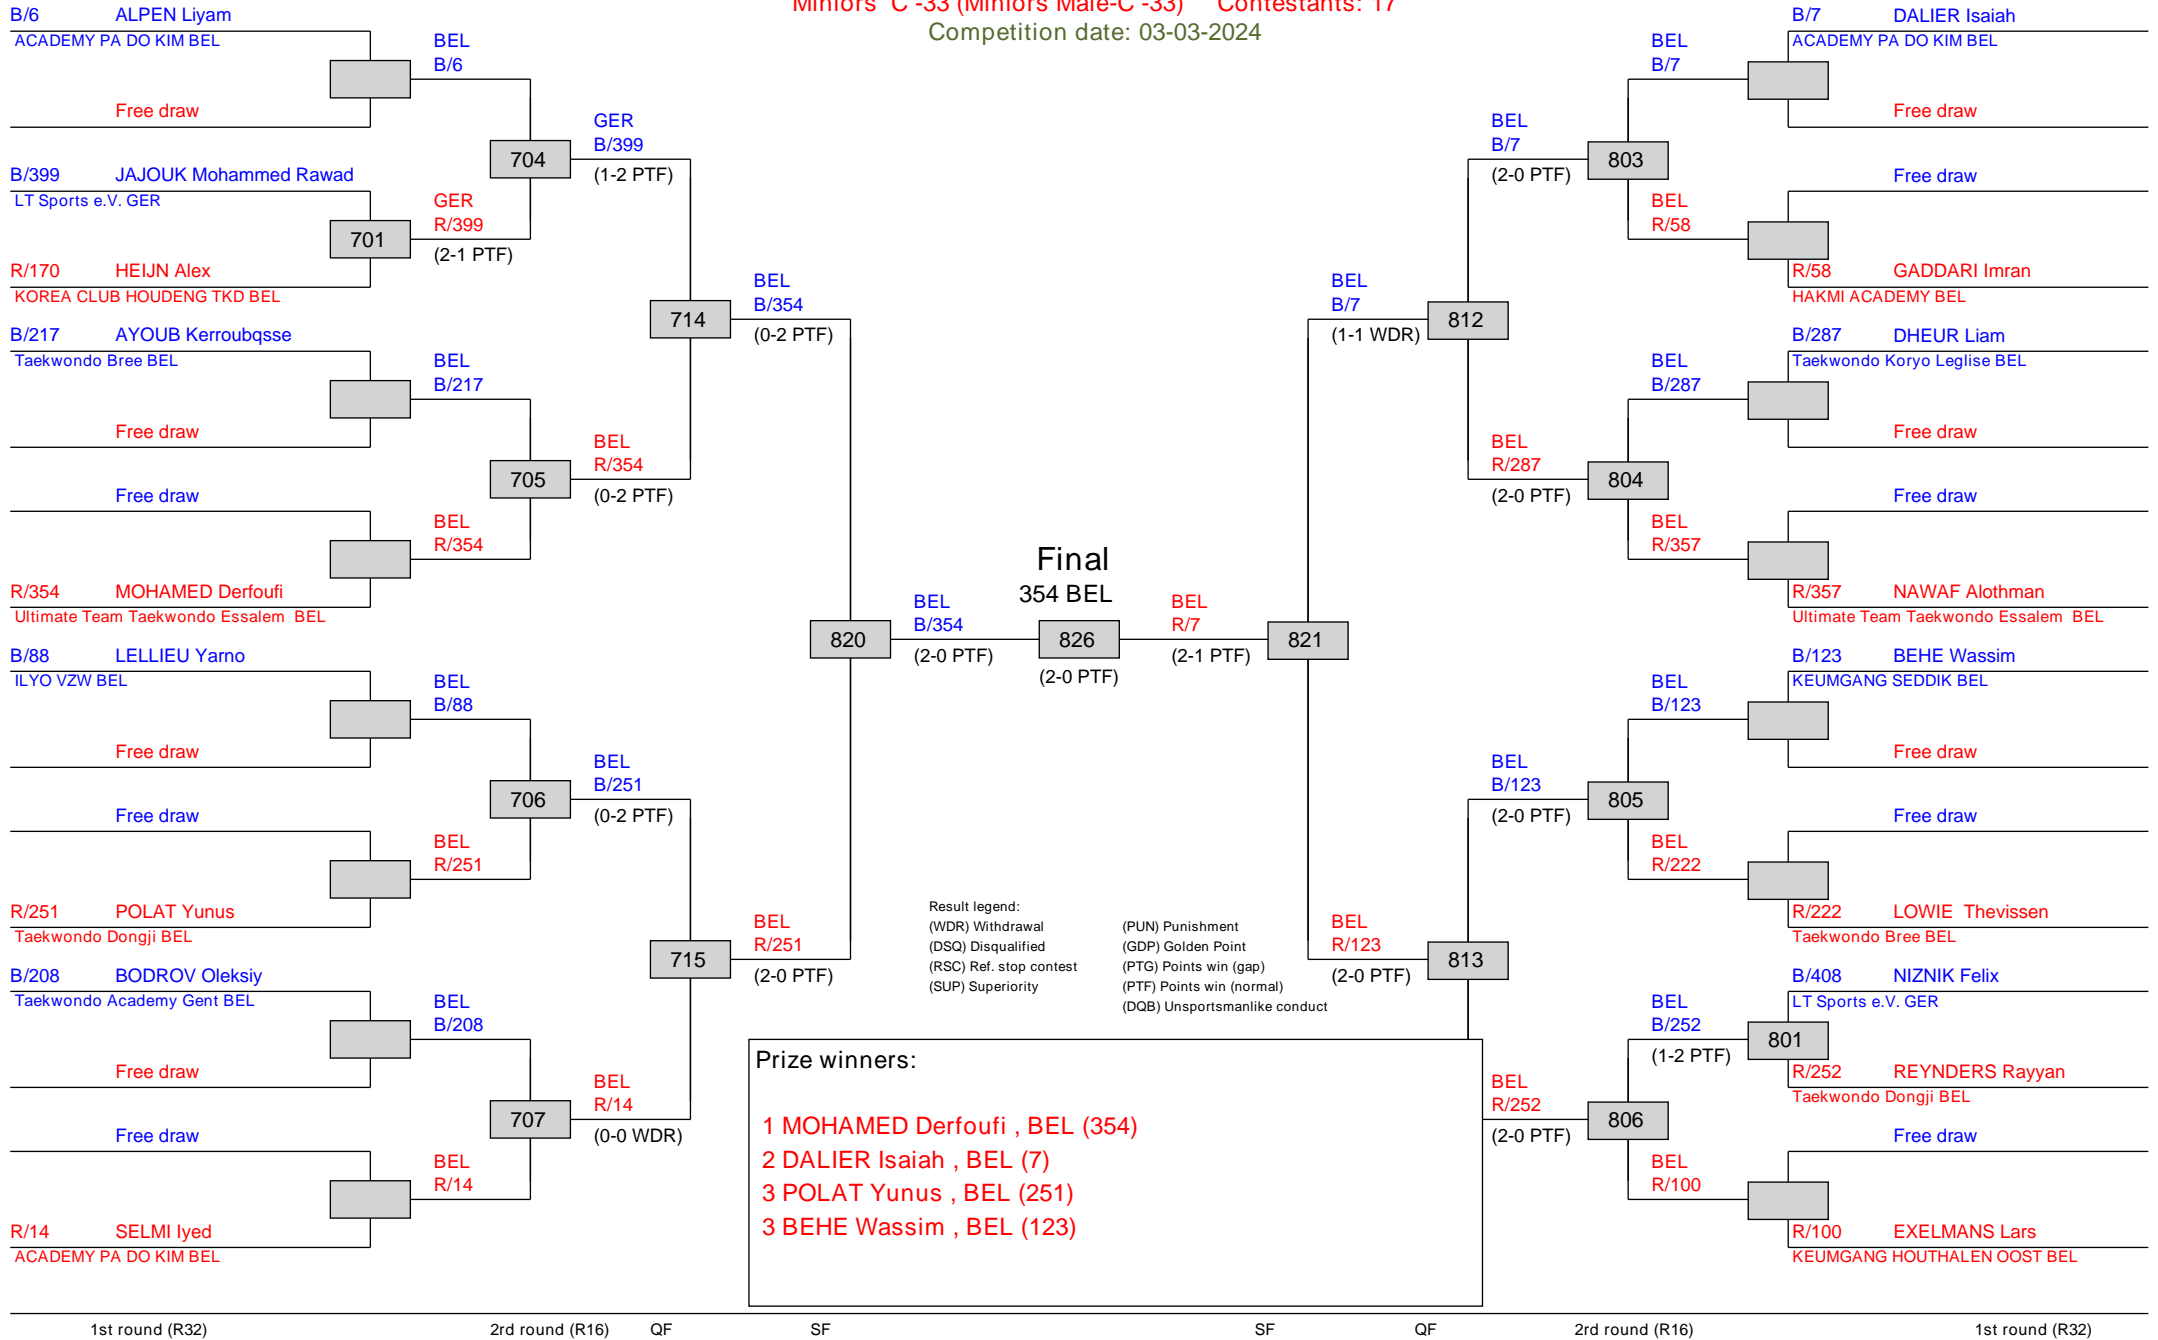 Miniors C -33 (Miniors Male-C -33) Contestants: 17
Competition date: 03-03-2024
B/6 ALPEN Liyam
ACADEMY PA DO KIM BEL
Free draw
B/399 JAJOUK Mohammed Rawad
LT Sports e.V. GER
R/170 HEIJN Alex
KOREA CLUB HOUDENG TKD BEL
B/217 AYOUB Kerroubqsse
Taekwondo Bree BEL
Free draw
Free draw
R/354 MOHAMED Derfoufi
Ultimate Team Taekwondo Essalem BEL
B/88 LELLIEU Yarno
ILYO VZW BEL
Free draw
Free draw
R/251 POLAT Yunus
Taekwondo Dongji BEL
B/208 BODROV Oleksiy
Taekwondo Academy Gent BEL
Free draw
Free draw
R/14 SELMI Iyed
ACADEMY PA DO KIM BEL
BEL
B/6
701
GER
R/399
(2-1 PTF)
BEL
B/217
BEL
R/354
BEL
B/88
BEL
R/251
BEL
B/208
BEL
R/14
704
GER
B/399
(1-2 PTF)
705
BEL
R/354
(0-2 PTF)
706
BEL
B/251
(0-2 PTF)
707
BEL
R/14
(0-0 WDR)
714
BEL
B/354
(0-2 PTF)
715
BEL
R/251
(2-0 PTF)
820
BEL
B/354
(2-0 PTF)
Final
354 BEL
826
(2-0 PTF)
BEL
R/7
(2-1 PTF)
821
BEL
B/7
(1-1 WDR)
812
BEL
R/123
(2-0 PTF)
813
BEL
B/7
(2-0 PTF)
803
BEL
R/287
(2-0 PTF)
804
BEL
B/123
(2-0 PTF)
805
BEL
R/252
(2-0 PTF)
806
BEL
B/7
BEL
R/58
BEL
B/287
BEL
R/357
BEL
B/123
BEL
R/222
BEL
B/252
(1-2 PTF)
801
BEL
R/100
B/7 DALIER Isaiah
ACADEMY PA DO KIM BEL
Free draw
Free draw
R/58 GADDARI Imran
HAKMI ACADEMY BEL
B/287 DHEUR Liam
Taekwondo Koryo Leglise BEL
Free draw
Free draw
R/357 NAWAF Alothman
Ultimate Team Taekwondo Essalem BEL
B/123 BEHE Wassim
KEUMGANG SEDDIK BEL
Free draw
Free draw
R/222 LOWIE Thevissen
Taekwondo Bree BEL
B/408 NIZNIK Felix
LT Sports e.V. GER
R/252 REYNDERS Rayyan
Taekwondo Dongji BEL
Free draw
R/100 EXELMANS Lars
KEUMGANG HOUTHALEN OOST BEL
Result legend:
(WDR) Withdrawal
(DSQ) Disqualified
(RSC) Ref. stop contest
(SUP) Superiority
(PUN) Punishment
(GDP) Golden Point
(PTG) Points win (gap)
(PTF) Points win (normal)
(DQB) Unsportsmanlike conduct
Prize winners:
1 MOHAMED Derfoufi , BEL (354)
2 DALIER Isaiah , BEL (7)
3 POLAT Yunus , BEL (251)
3 BEHE Wassim , BEL (123)
1st round (R32) 2rd round (R16) QF SF SF QF 2rd round (R16) 1st round (R32)